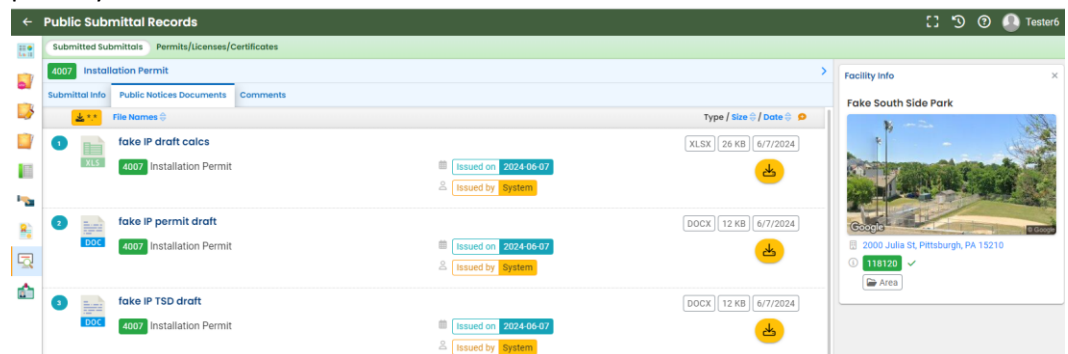 Public Submittal Records
Tester6
Submitted Submittals Permits/Licenses/Certificates
4007 Installation Permit
Submittal Info Public Notices Documents Comments
*.* File Names Type / Size / Date
1 fake IP draft calcs XLSX 26 KB 6/7/2024
XLS 4007 Installation Permit Issued on 2024-06-07
Issued by System
2 fake IP permit draft DOCX 12 KB 6/7/2024
DOC 4007 Installation Permit Issued on 2024-06-07
Issued by System
3 fake IP TSD draft DOCX 12 KB 6/7/2024
DOC 4007 Installation Permit Issued on 2024-06-07
Issued by System
Facility Info
Fake South Side Park
Google © Google
2000 Julia St, Pittsburgh, PA 15210
118120
Area